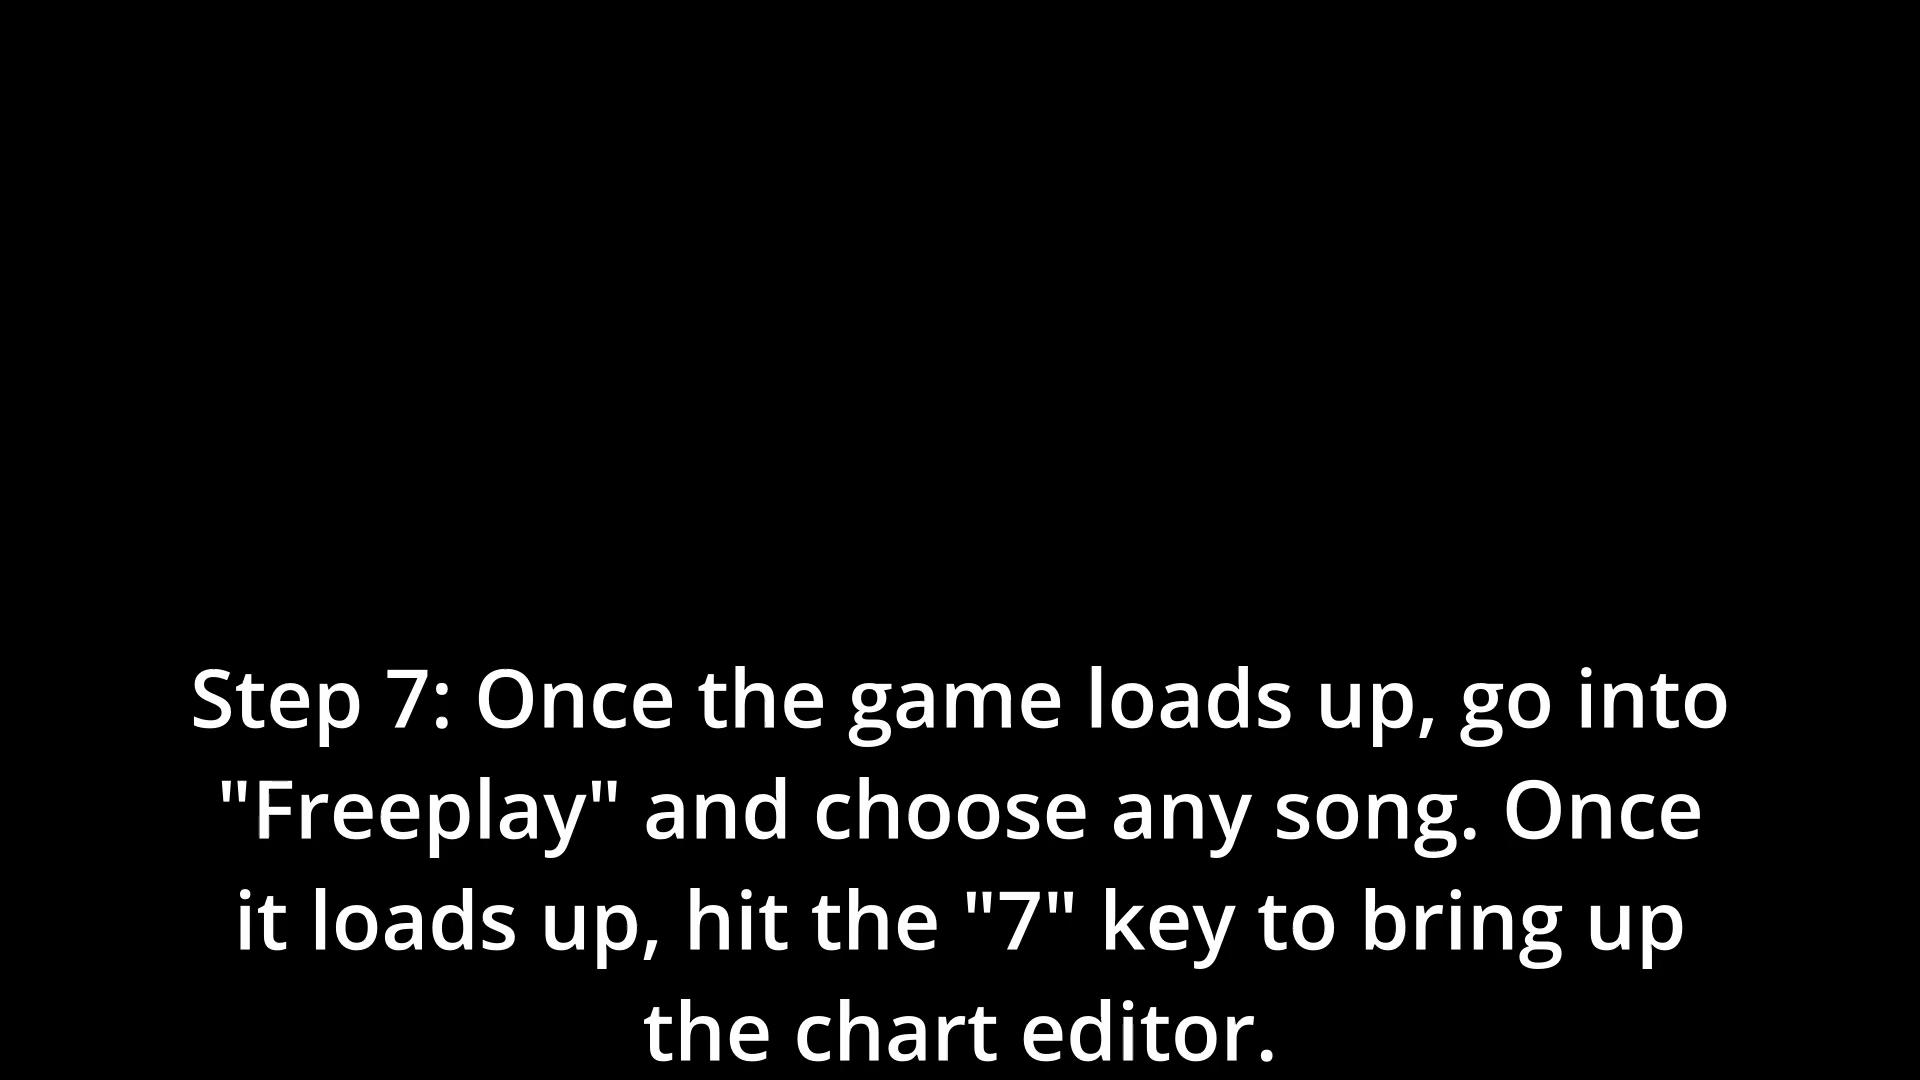 Step 7: Once the game loads up, go into
"Freeplay" and choose any song. Once
it loads up, hit the "7" key to bring up
the chart editor.